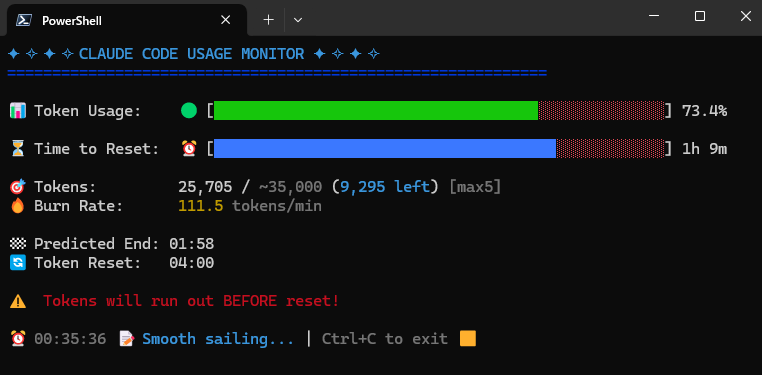 PowerShell
✦ ✧ ✦ ✧ CLAUDE CODE USAGE MONITOR ✦ ✧ ✦ ✧
============================================================
📊 Token Usage: 🟢 [████████████████████████████████████░░░░░░░░░░░░░░] 73.4%
⏳ Time to Reset: ⏰ [██████████████████████████████████████░░░░░░░░░░░░] 1h 9m
🎯 Tokens: 25,705 / ~35,000 (9,295 left) [max5]
🔥 Burn Rate: 111.5 tokens/min
🏁 Predicted End: 01:58
🔄 Token Reset: 04:00
⚠️ Tokens will run out BEFORE reset!
⏰ 00:35:36 📝 Smooth sailing... | Ctrl+C to exit 🟨